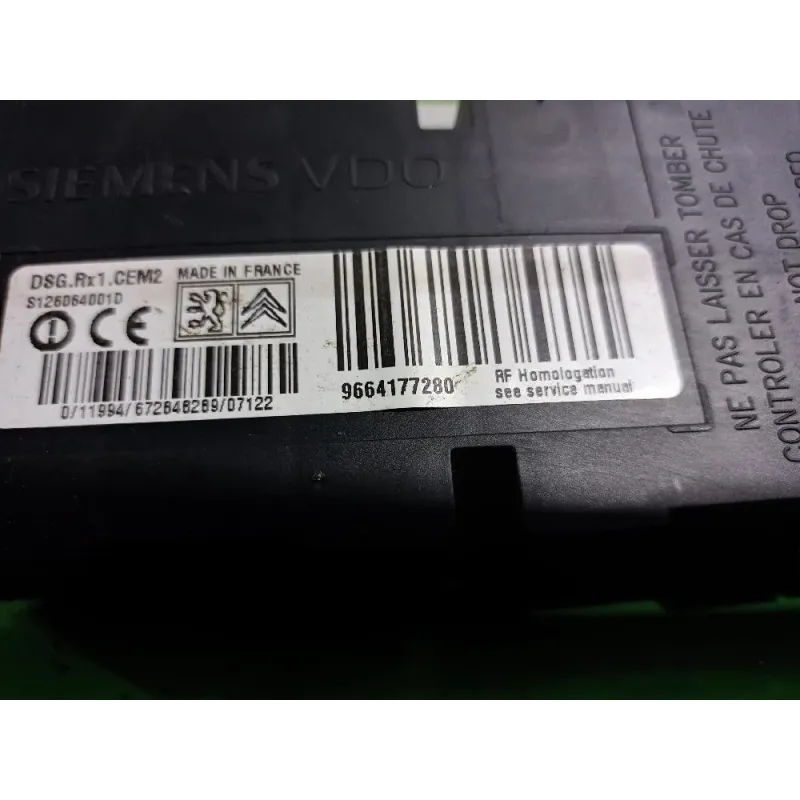 SIEMENS VDO
DSG.Rx1.CEM2
MADE IN FRANCE
S126064001D
CE
0/11994/672646269/07122
9664177280
RF Homologation
see service manual
NE PAS LAISSER TOMBER
CONTROLER EN CAS DE CHUTE
NOT DROP